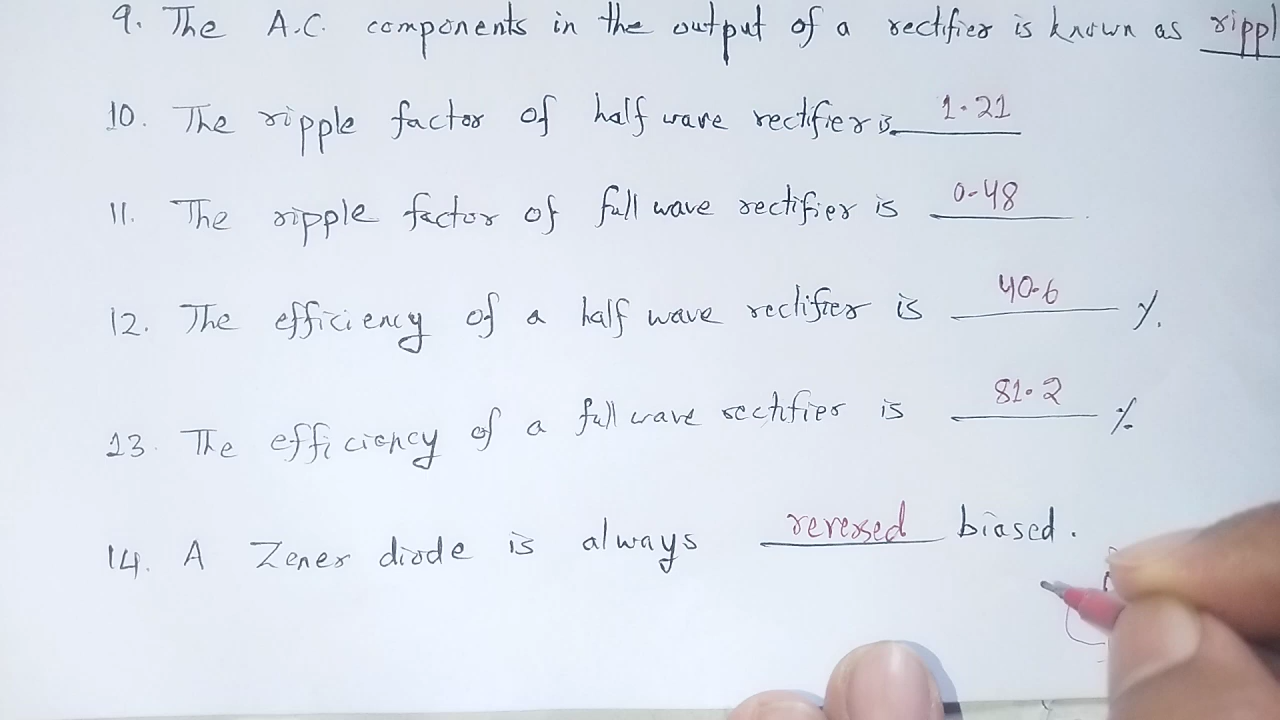 9. The A.C. components in the output of a rectifier is known as rippl
10. The ripple factor of half wave rectifier is 1.21
11. The ripple factor of full wave rectifier is 0.48
12. The efficiency of a half wave rectifier is 40.6 %.
13. The efficiency of a full wave rectifier is 81.2 %.
14. A Zener diode is always reversed biased.